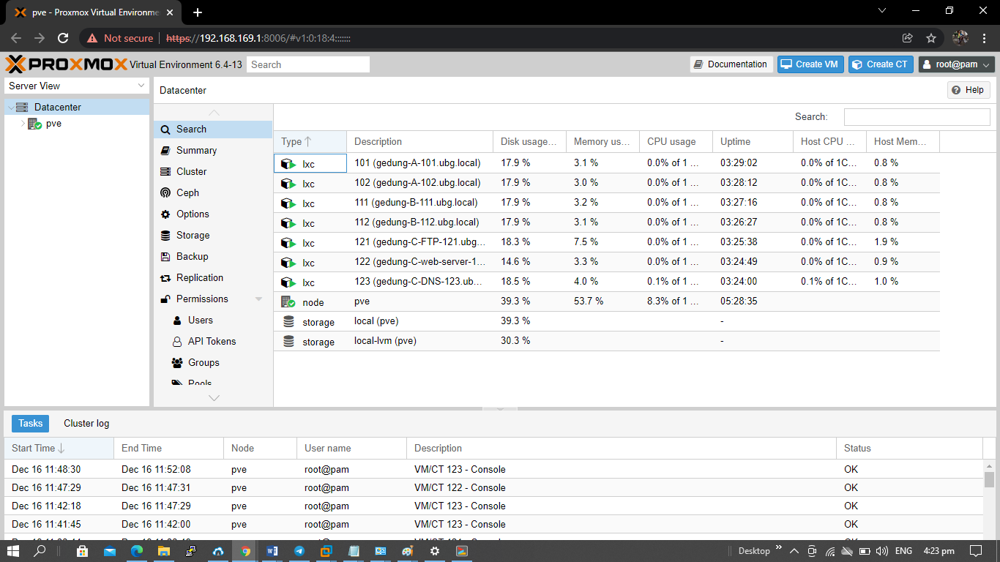 pve - Proxmox Virtual Environme
Not secure | https://192.168.169.1:8006/#v1:0:18:4:::::::
PROXMOX Virtual Environment 6.4-13 Search Documentation Create VM Create CT root@pam
Server View
Datacenter
pve
Datacenter Help
Search
Summary
Cluster
Ceph
Options
Storage
Backup
Replication
Permissions
Users
API Tokens
Groups
Pools
Search:
Type Description Disk usage... Memory us... CPU usage Uptime Host CPU ... Host Mem...
lxc 101 (gedung-A-101.ubg.local) 17.9 % 3.1 % 0.0% of 1 ... 03:29:02 0.0% of 1C... 0.8 %
lxc 102 (gedung-A-102.ubg.local) 17.9 % 3.0 % 0.0% of 1 ... 03:28:12 0.0% of 1C... 0.8 %
lxc 111 (gedung-B-111.ubg.local) 17.9 % 3.2 % 0.0% of 1 ... 03:27:16 0.0% of 1C... 0.8 %
lxc 112 (gedung-B-112.ubg.local) 17.9 % 3.1 % 0.0% of 1 ... 03:26:27 0.0% of 1C... 0.8 %
lxc 121 (gedung-C-FTP-121.ubg... 18.3 % 7.5 % 0.0% of 1 ... 03:25:38 0.0% of 1C... 1.9 %
lxc 122 (gedung-C-web-server-1... 14.6 % 3.3 % 0.0% of 1 ... 03:24:49 0.0% of 1C... 0.9 %
lxc 123 (gedung-C-DNS-123.ub... 18.5 % 4.0 % 0.1% of 1 ... 03:24:00 0.1% of 1C... 1.0 %
node pve 39.3 % 53.7 % 8.3% of 1 ... 05:28:35
storage local (pve) 39.3 % -
storage local-lvm (pve) 30.3 % -
Tasks Cluster log
Start Time End Time Node User name Description Status
Dec 16 11:48:30 Dec 16 11:52:08 pve root@pam VM/CT 123 - Console OK
Dec 16 11:47:29 Dec 16 11:47:31 pve root@pam VM/CT 122 - Console OK
Dec 16 11:42:18 Dec 16 11:47:29 pve root@pam VM/CT 123 - Console OK
Dec 16 11:41:45 Dec 16 11:42:00 pve root@pam VM/CT 123 - Console OK
Desktop ENG 4:23 pm